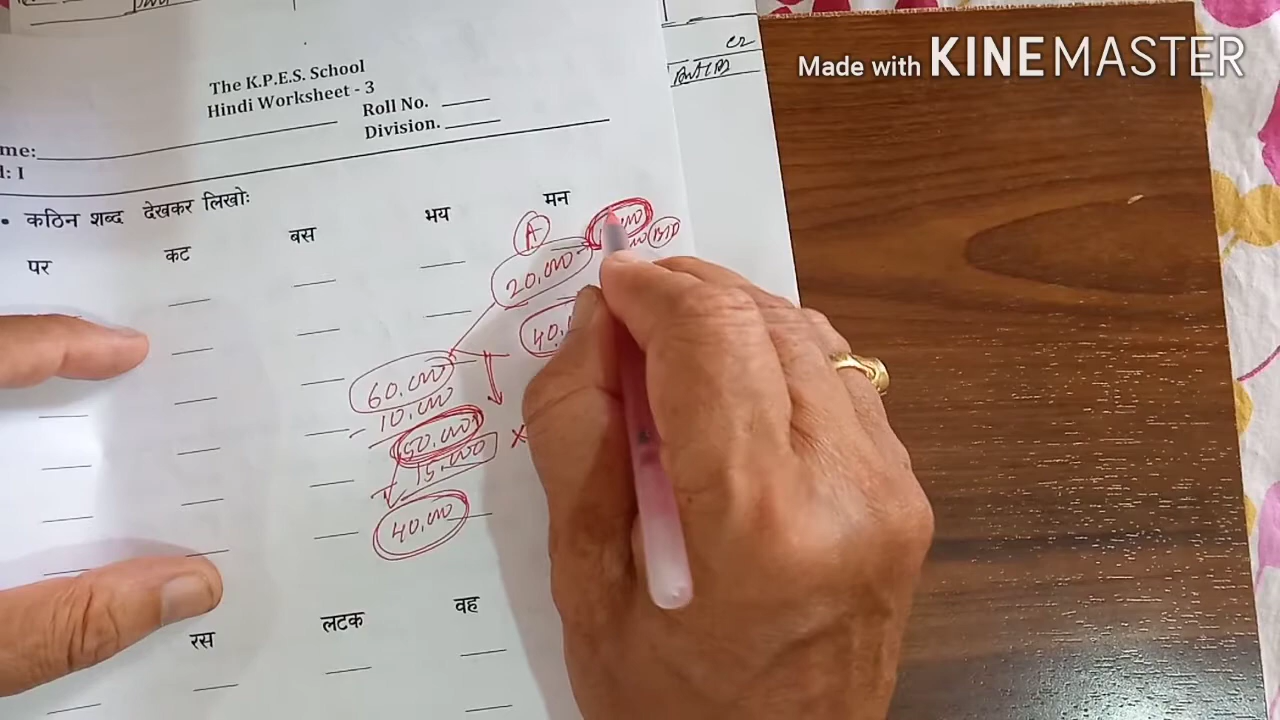 Made with KINEMASTER
The K.P.E.S. School
Hindi Worksheet - 3
Roll No.
me:
Division.
: I
• कठिन शब्द देखकर लिखोः
पर कट बस भय मन
A
20,000
B/D
60,000
10,000
50,000
15,000
40,000
रस लटक वह